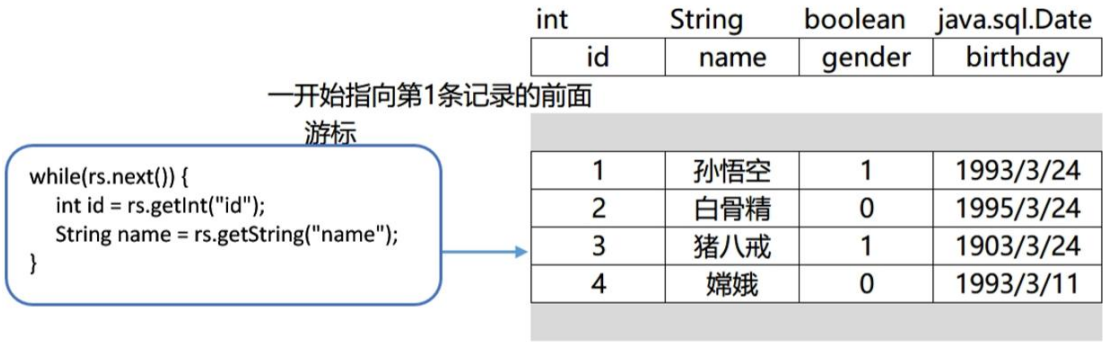 int String boolean java.sql.Date
id name gender birthday
一开始指向第1条记录的前面
游标
while(rs.next()) {
int id = rs.getInt("id");
String name = rs.getString("name");
}
1 孙悟空 1 1993/3/24
2 白骨精 0 1995/3/24
3 猪八戒 1 1903/3/24
4 嫦娥 0 1993/3/11